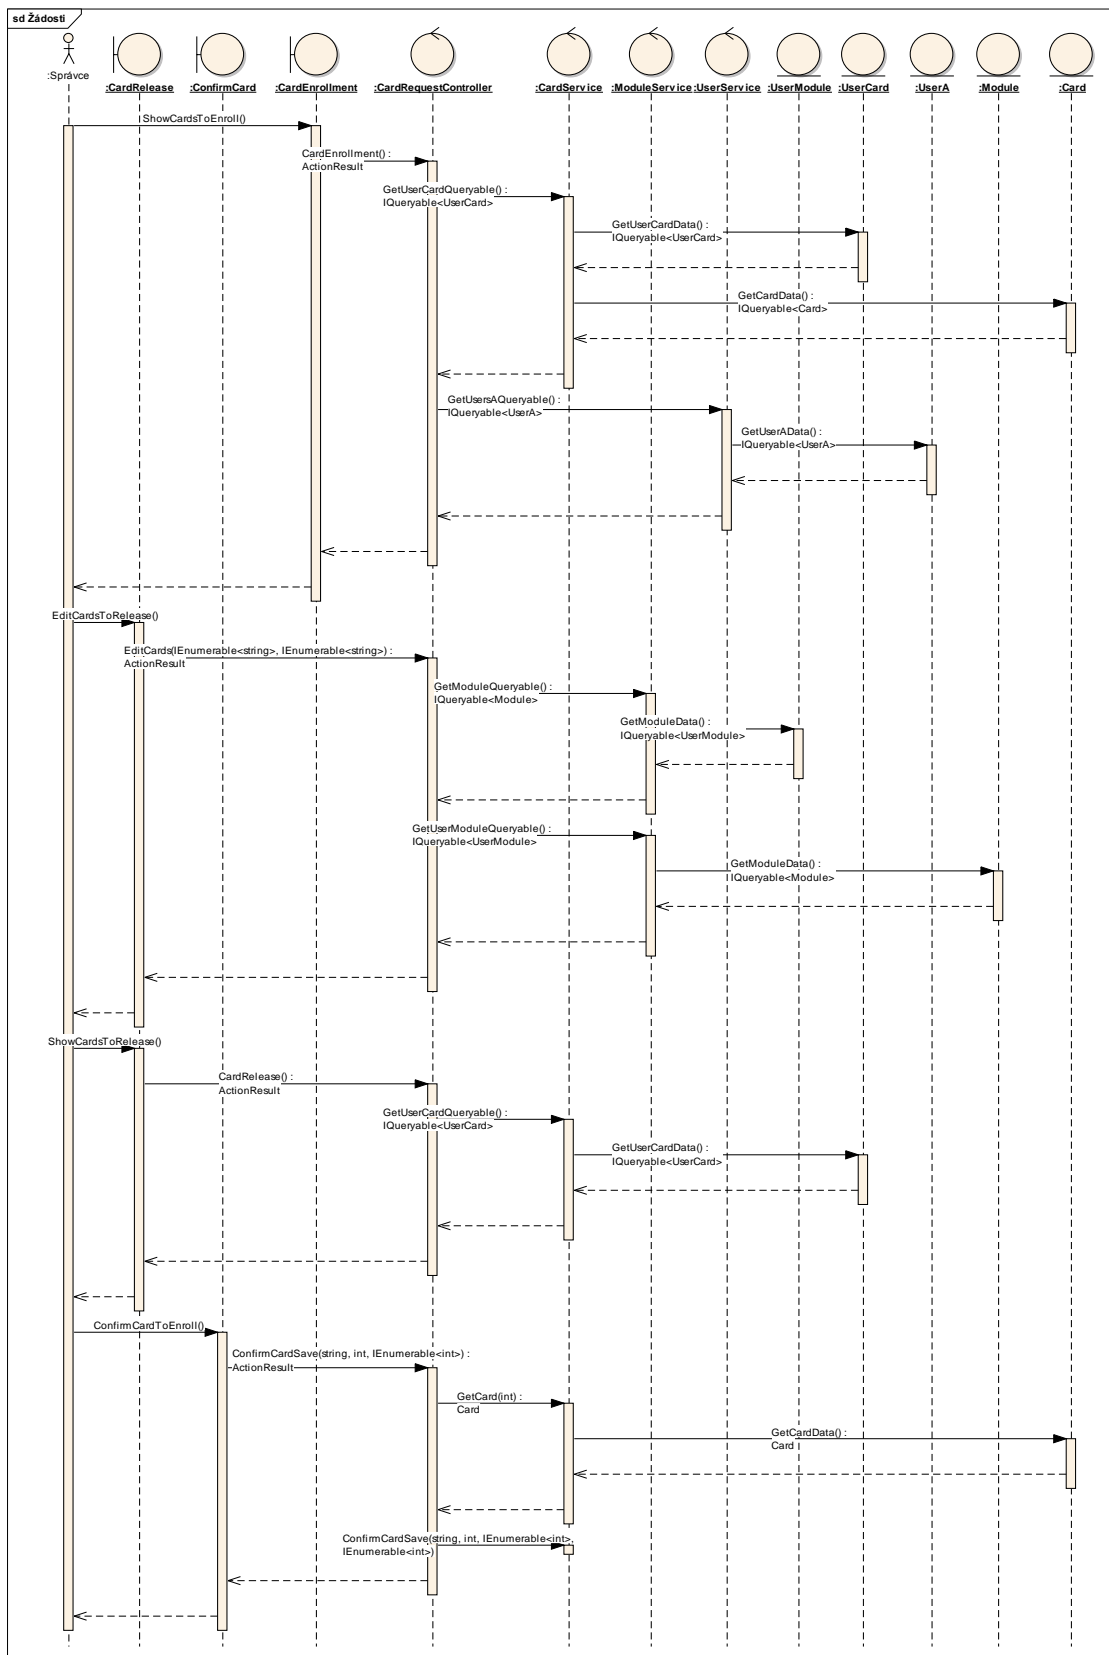 sd Žádosti
:Správce
:CardRelease
:ConfirmCard
:CardEnrollment
:CardRequestController
:CardService
:ModuleService
:UserService
:UserModule
:UserCard
:UserA
:Module
:Card
ShowCardsToEnroll()
CardEnrollment() :
ActionResult
GetUserCardQueryable() :
IQueryable<UserCard>
GetUserCardData() :
IQueryable<UserCard>
GetCardData() :
IQueryable<Card>
GetUsersAQueryable() :
IQueryable<UserA>
GetUserAData() :
IQueryable<UserA>
EditCardsToRelease()
EditCards(IEnumerable<string>, IEnumerable<string>) :
ActionResult
GetModuleQueryable() :
IQueryable<Module>
GetModuleData() :
IQueryable<UserModule>
GetUserModuleQueryable() :
IQueryable<UserModule>
GetModuleData() :
IQueryable<Module>
ShowCardsToRelease()
CardRelease() :
ActionResult
GetUserCardQueryable() :
IQueryable<UserCard>
GetUserCardData() :
IQueryable<UserCard>
ConfirmCardToEnroll()
ConfirmCardSave(string, int, IEnumerable<int>) :
ActionResult
GetCard(int) :
Card
GetCardData() :
Card
ConfirmCardSave(string, int, IEnumerable<int>,
IEnumerable<int>)